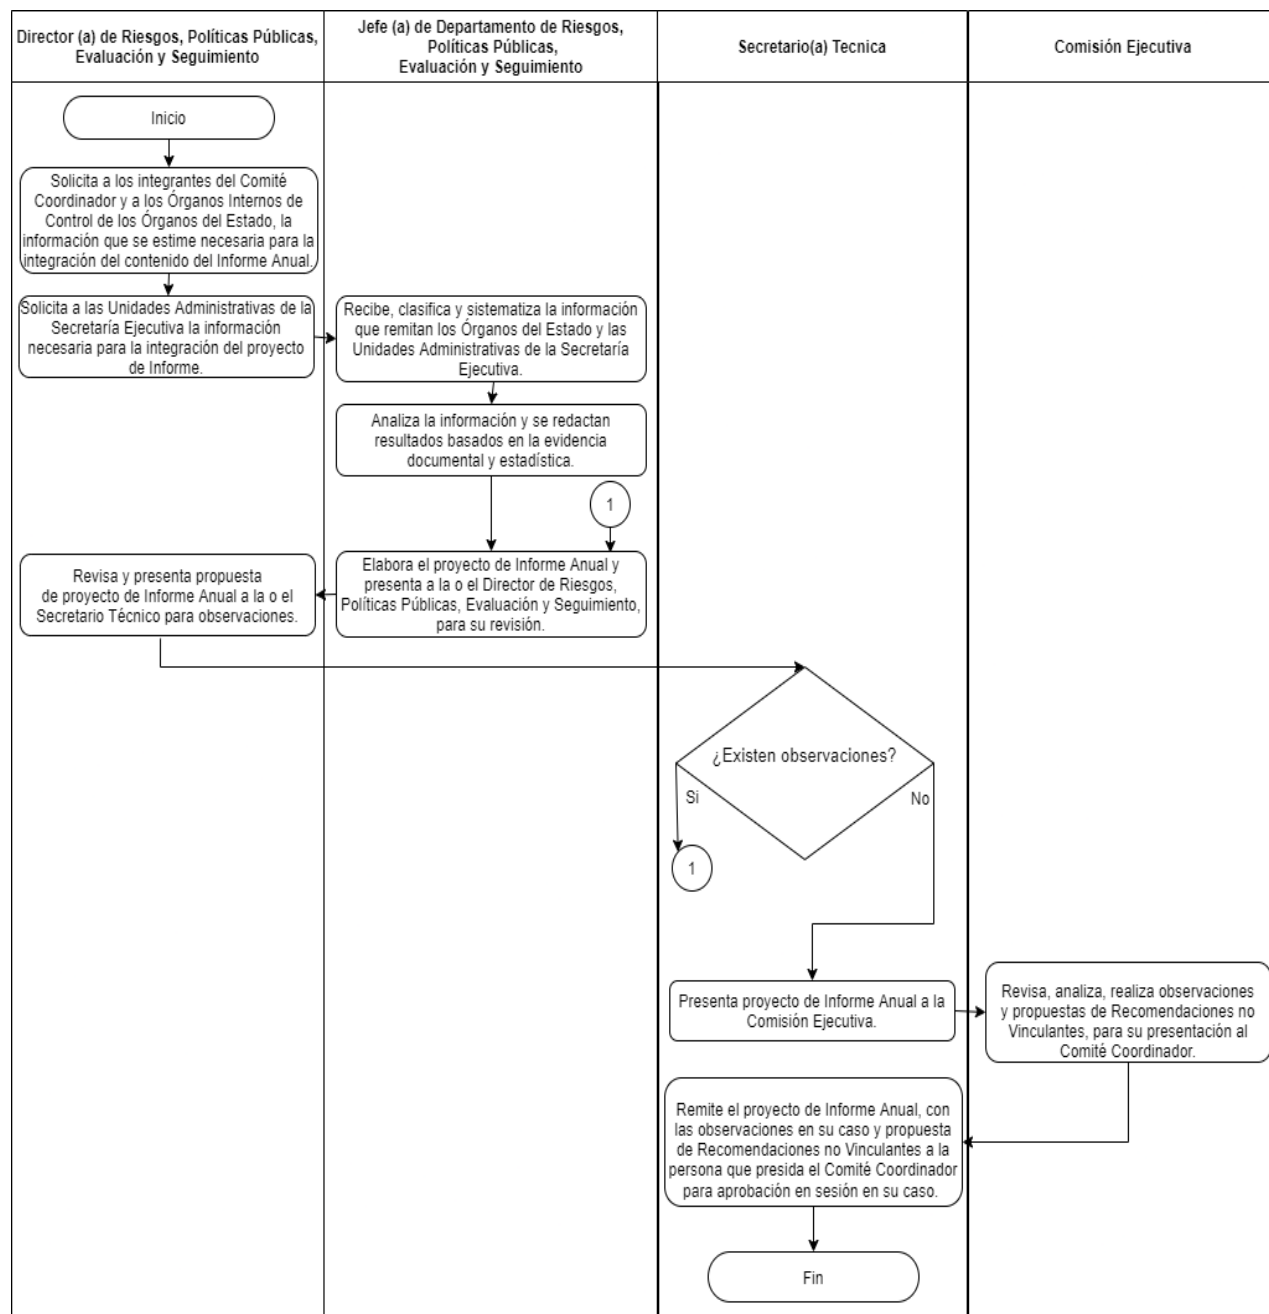 Director (a) de Riesgos, Políticas Públicas,
Evaluación y Seguimiento
Jefe (a) de Departamento de Riesgos,
Políticas Públicas,
Evaluación y Seguimiento
Secretario(a) Tecnica
Comisión Ejecutiva
Inicio
Solicita a los integrantes del Comité
Coordinador y a los Órganos Internos de
Control de los Órganos del Estado, la
información que se estime necesaria para la
integración del contenido del Informe Anual.
Solicita a las Unidades Administrativas de la
Secretaría Ejecutiva la información
necesaria para la integración del proyecto
de Informe.
Recibe, clasifica y sistematiza la información
que remitan los Órganos del Estado y las
Unidades Administrativas de la Secretaría
Ejecutiva.
Analiza la información y se redactan
resultados basados en la evidencia
documental y estadística.
1
Elabora el proyecto de Informe Anual y
presenta a la o el Director de Riesgos,
Políticas Públicas, Evaluación y Seguimiento,
para su revisión.
Revisa y presenta propuesta
de proyecto de Informe Anual a la o el
Secretario Técnico para observaciones.
¿Existen observaciones?
Si
No
1
Presenta proyecto de Informe Anual a la
Comisión Ejecutiva.
Revisa, analiza, realiza observaciones
y propuestas de Recomendaciones no
Vinculantes, para su presentación al
Comité Coordinador.
Remite el proyecto de Informe Anual, con
las observaciones en su caso y propuesta
de Recomendaciones no Vinculantes a la
persona que presida el Comité Coordinador
para aprobación en sesión en su caso.
Fin